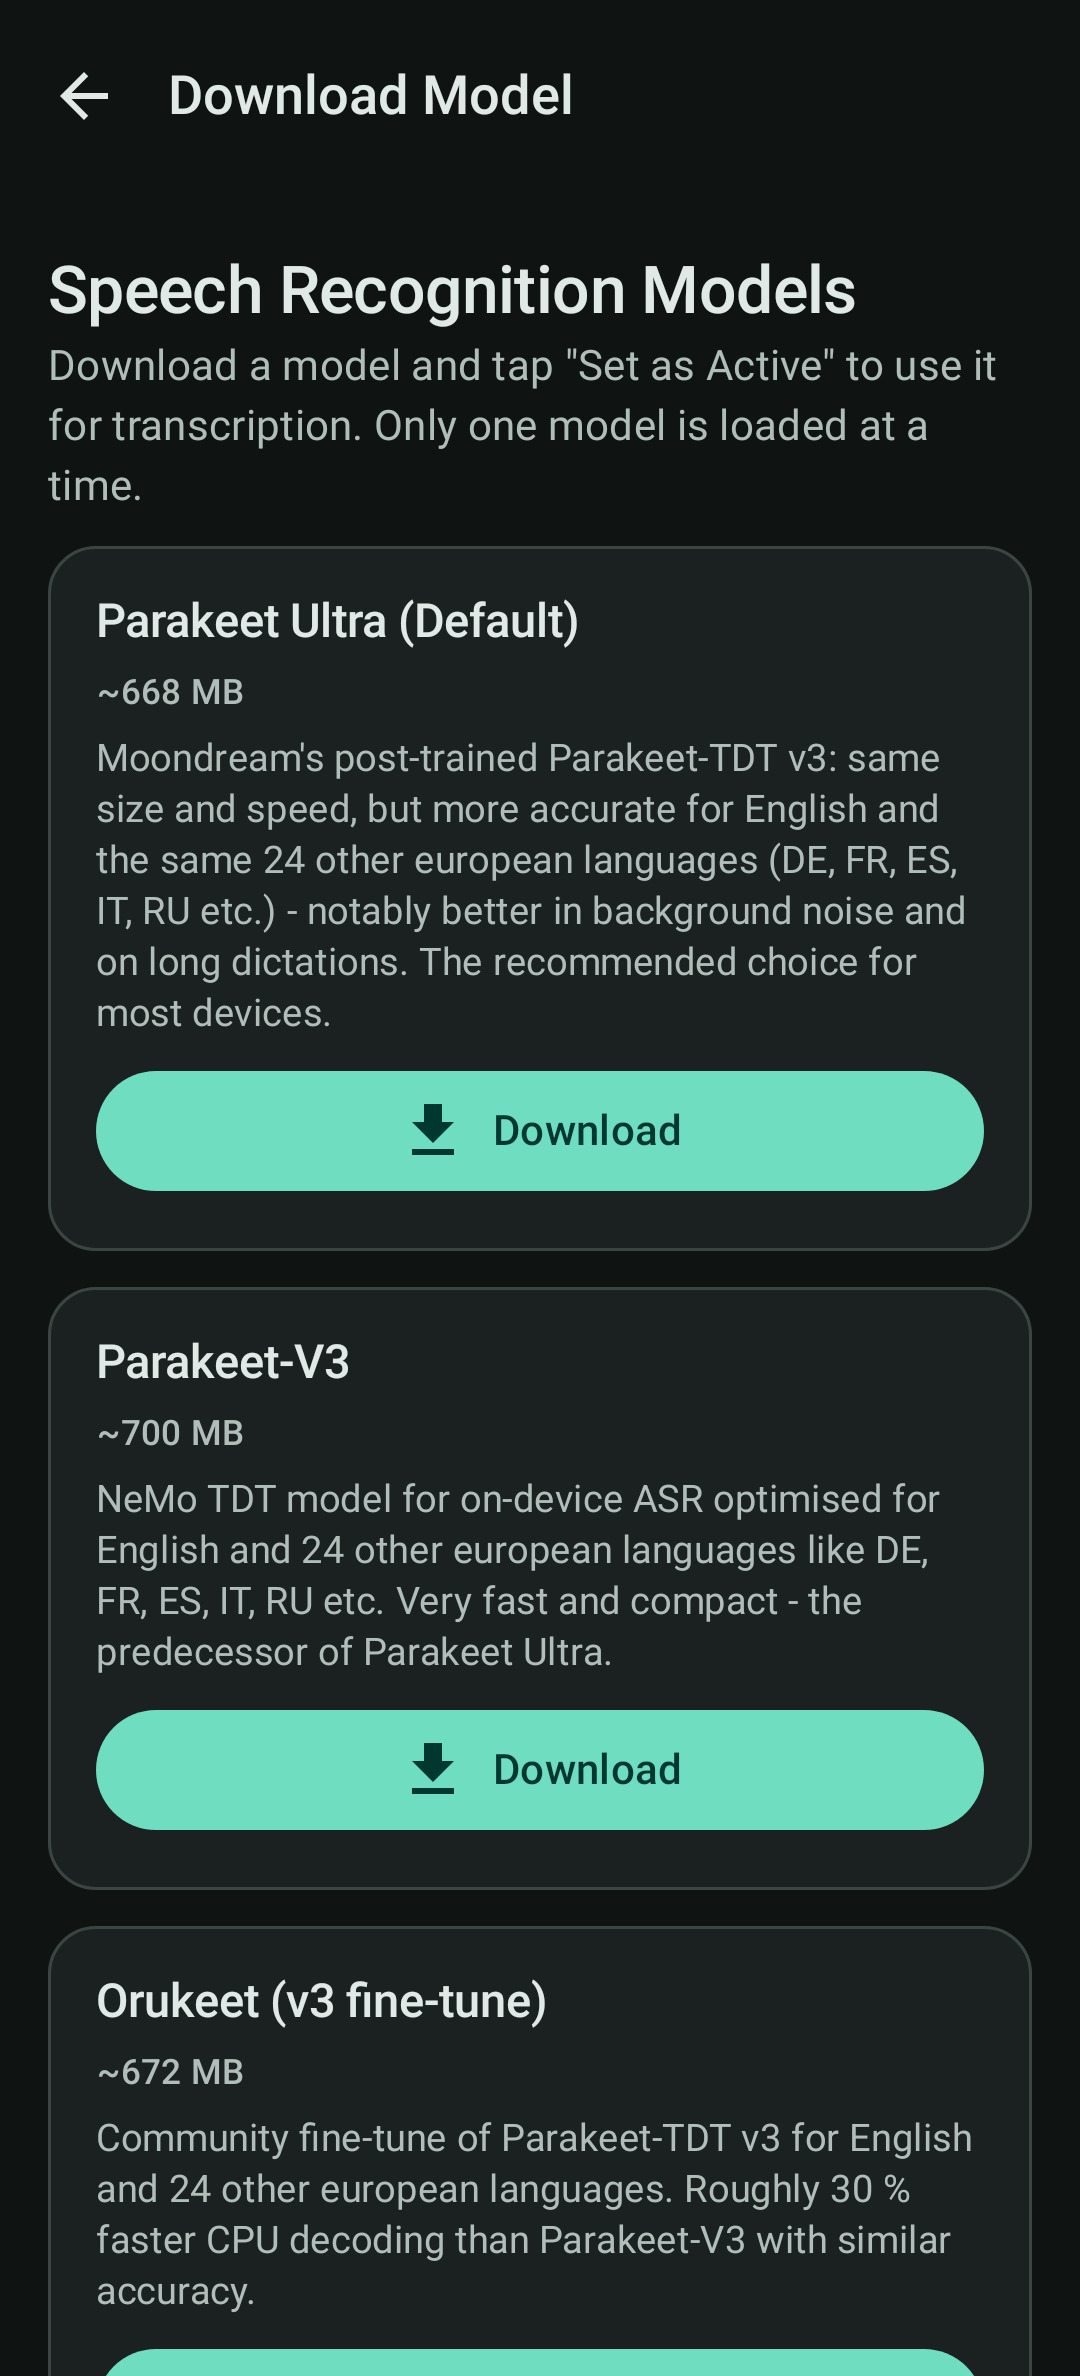 Download Model
Speech Recognition Models
Download a model and tap "Set as Active" to use it
for transcription. Only one model is loaded at a
time.
Parakeet Ultra (Default)
~668 MB
Moondream's post-trained Parakeet-TDT v3: same
size and speed, but more accurate for English and
the same 24 other european languages (DE, FR, ES,
IT, RU etc.) - notably better in background noise and
on long dictations. The recommended choice for
most devices.
Download
Parakeet-V3
~700 MB
NeMo TDT model for on-device ASR optimised for
English and 24 other european languages like DE,
FR, ES, IT, RU etc. Very fast and compact - the
predecessor of Parakeet Ultra.
Download
Orukeet (v3 fine-tune)
~672 MB
Community fine-tune of Parakeet-TDT v3 for English
and 24 other european languages. Roughly 30 %
faster CPU decoding than Parakeet-V3 with similar
accuracy.